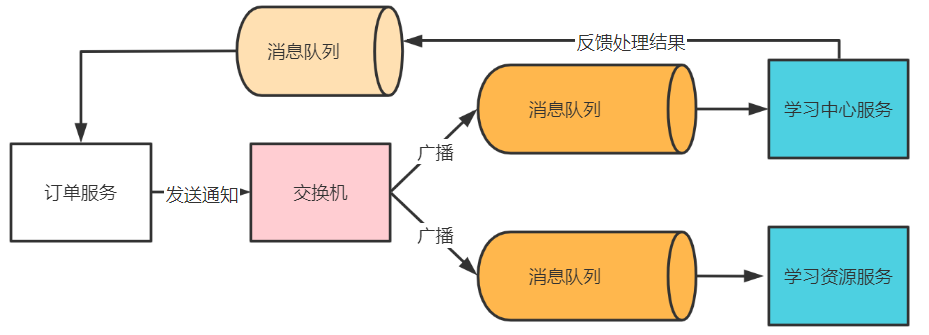 消息队列
反馈处理结果
消息队列
学习中心服务
广播
订单服务
发送通知
交换机
广播
消息队列
学习资源服务